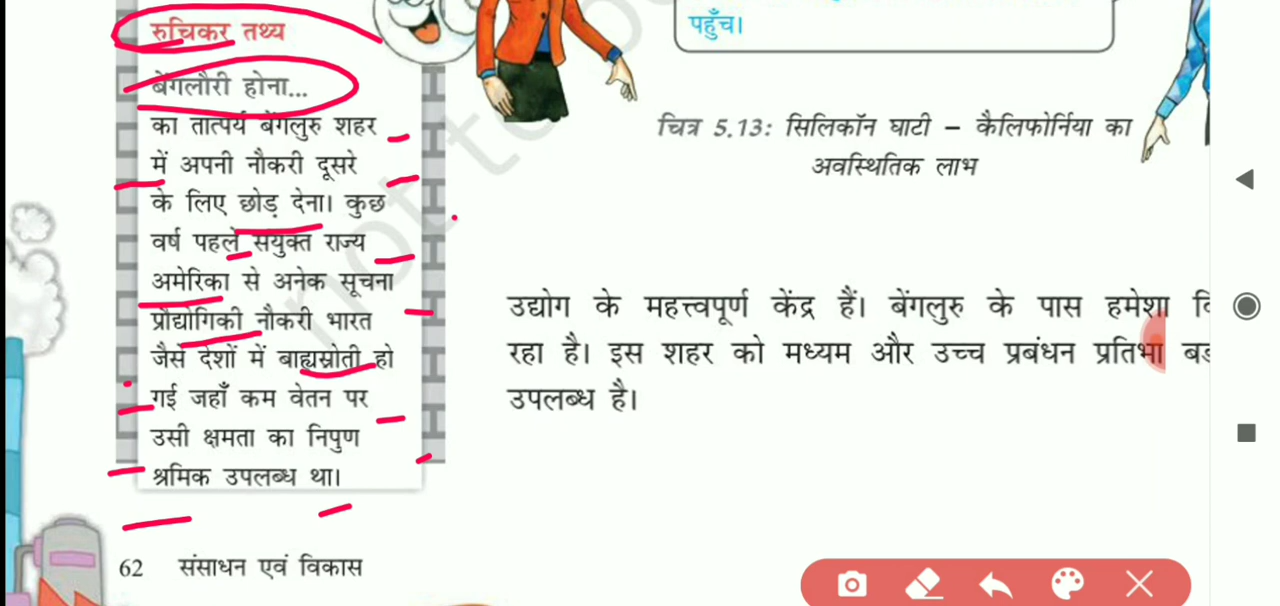 रुचिकर तथ्य
बेंगलौरी होना...
का तात्पर्य बेंगलुरु शहर
में अपनी नौकरी दूसरे
के लिए छोड़ देना। कुछ
वर्ष पहले संयुक्त राज्य
अमेरिका से अनेक सूचना
प्रौद्योगिकी नौकरी भारत
जैसे देशों में बाह्यस्रोती हो
गई जहाँ कम वेतन पर
उसी क्षमता का निपुण
श्रमिक उपलब्ध था।
62 संसाधन एवं विकास
पहुँच।
चित्र 5.13: सिलिकॉन घाटी – कैलिफोर्निया का
अवस्थितिक लाभ
उद्योग के महत्त्वपूर्ण केंद्र हैं। बेंगलुरु के पास हमेशा
रहा है। इस शहर को मध्यम और उच्च प्रबंधन प्रतिभा
उपलब्ध है।
not to